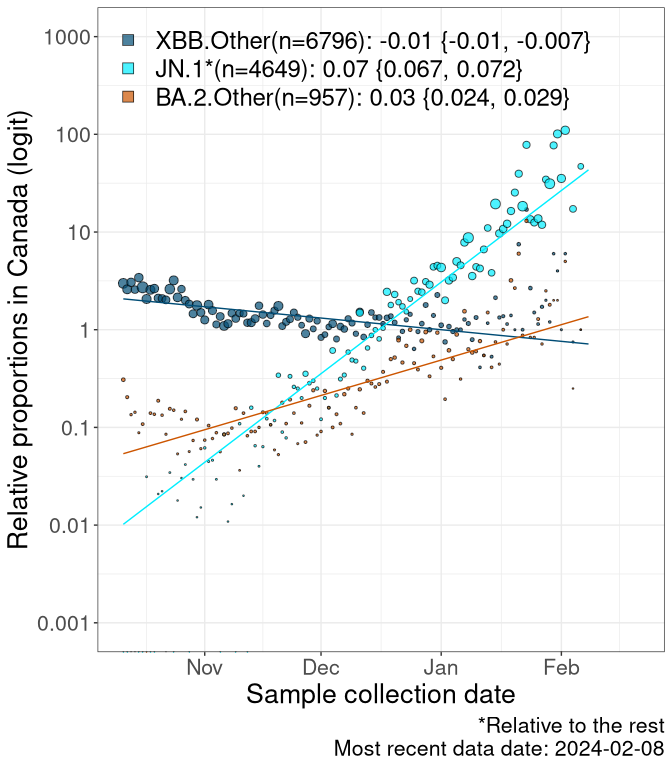 XBB.Other(n=6796): -0.01 {-0.01, -0.007}
JN.1*(n=4649): 0.07 {0.067, 0.072}
BA.2.Other(n=957): 0.03 {0.024, 0.029}
Relative proportions in Canada (logit)
1000
100
10
1
0.1
0.01
0.001
Nov Dec Jan Feb
Sample collection date
*Relative to the rest
Most recent data date: 2024-02-08